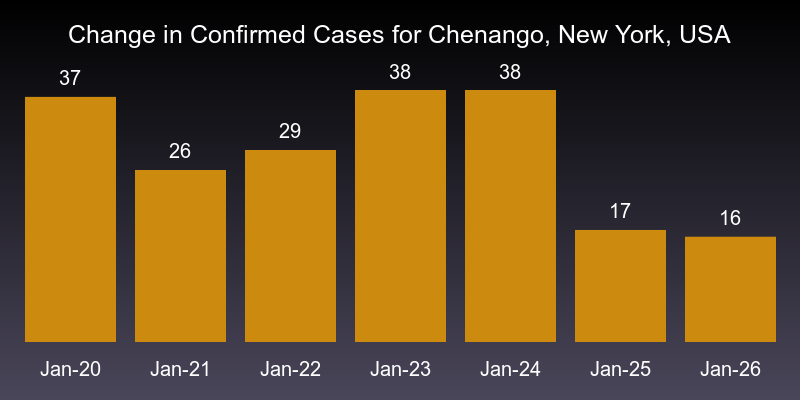 Change in Confirmed Cases for Chenango, New York, USA
37
26
29
38
38
17
16
Jan-20
Jan-21
Jan-22
Jan-23
Jan-24
Jan-25
Jan-26